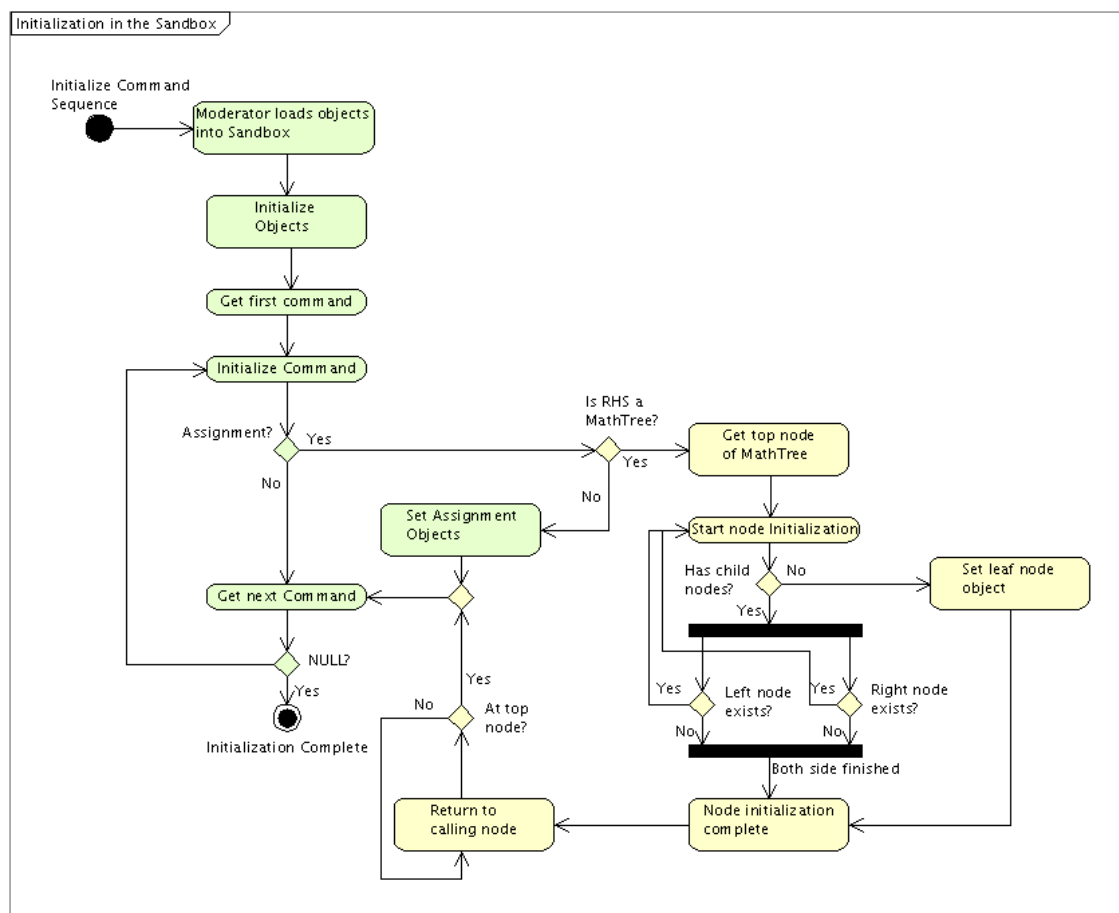 Initialization in the Sandbox
Initialize Command
Sequence
Moderator loads objects
into Sandbox
Initialize
Objects
Get first command
Initialize Command
Assignment?
Yes
No
Is RHS a
MathTree?
Yes
No
Get top node
of MathTree
Set Assignment
Objects
Start node Initialization
Has child
nodes?
No
Yes
Set leaf node
object
Get next Command
NULL?
Yes
Initialization Complete
Yes
No
At top
node?
Yes
Left node
exists?
No
Yes
Right node
exists?
No
Both side finished
Return to
calling node
Node initialization
complete